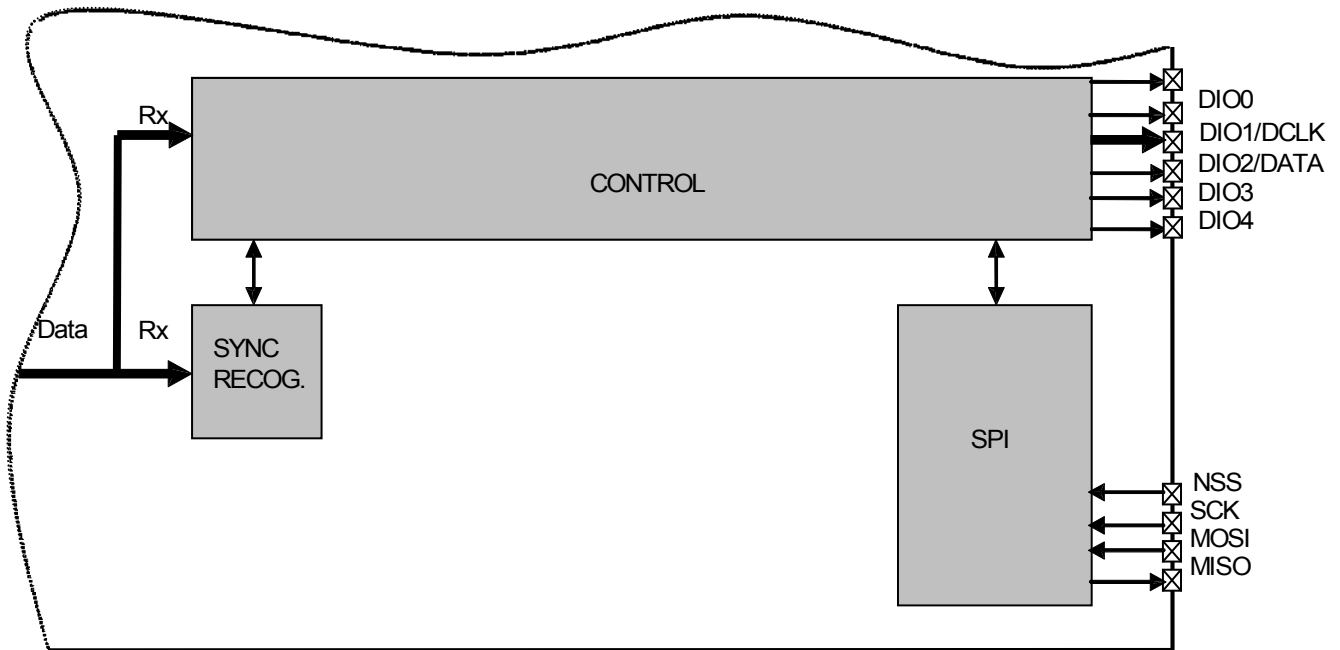 Rx
CONTROL
DIO0
DIO1/DCLK
DIO2/DATA
DIO3
DIO4
Data
Rx
SYNC
RECOG.
SPI
NSS
SCK
MOSI
MISO